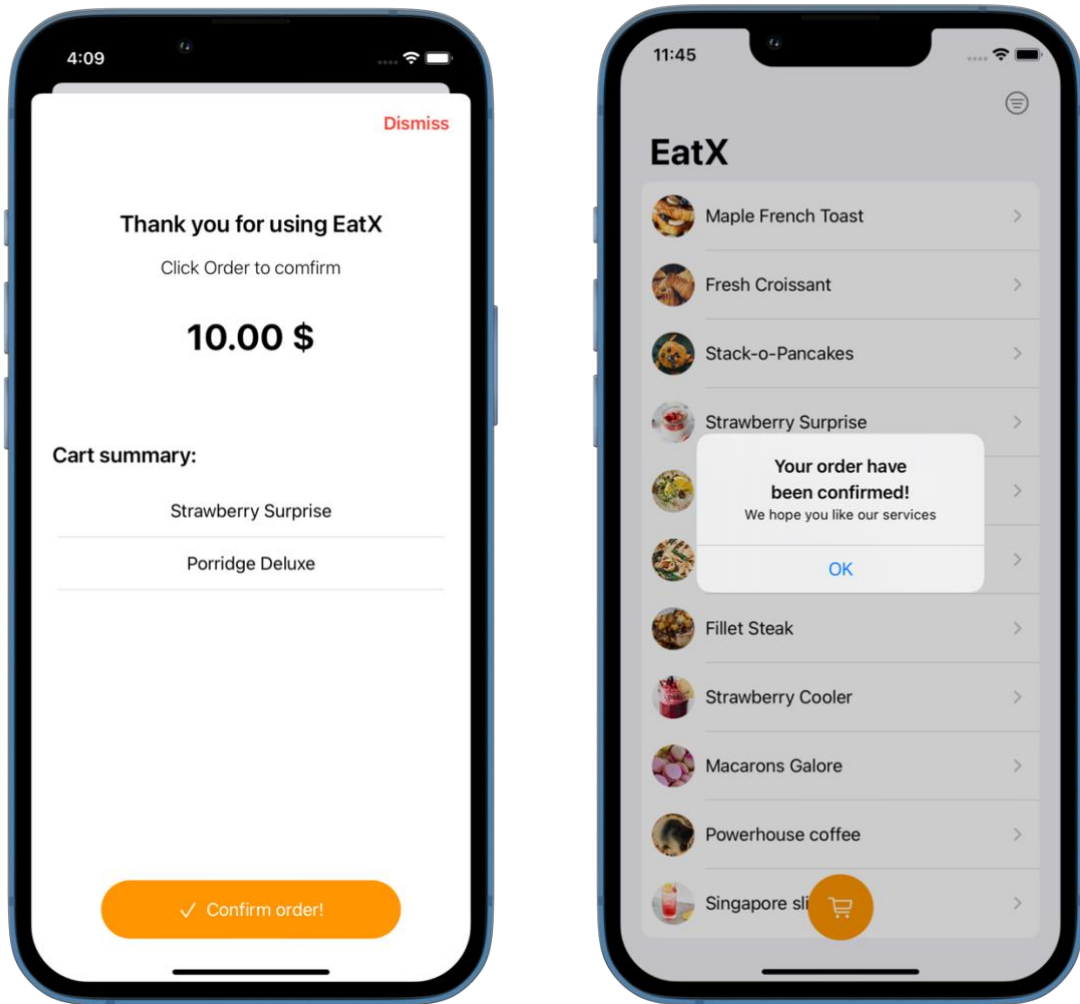 4:09
Dismiss
Thank you for using EatX
Click Order to comfirm
10.00 $
Cart summary:
Strawberry Surprise
Porridge Deluxe
✓ Confirm order!
11:45
EatX
Maple French Toast
Fresh Croissant
Stack-o-Pancakes
Strawberry Surprise
Your order have
been confirmed!
We hope you like our services
OK
Fillet Steak
Strawberry Cooler
Macarons Galore
Powerhouse coffee
Singapore sli